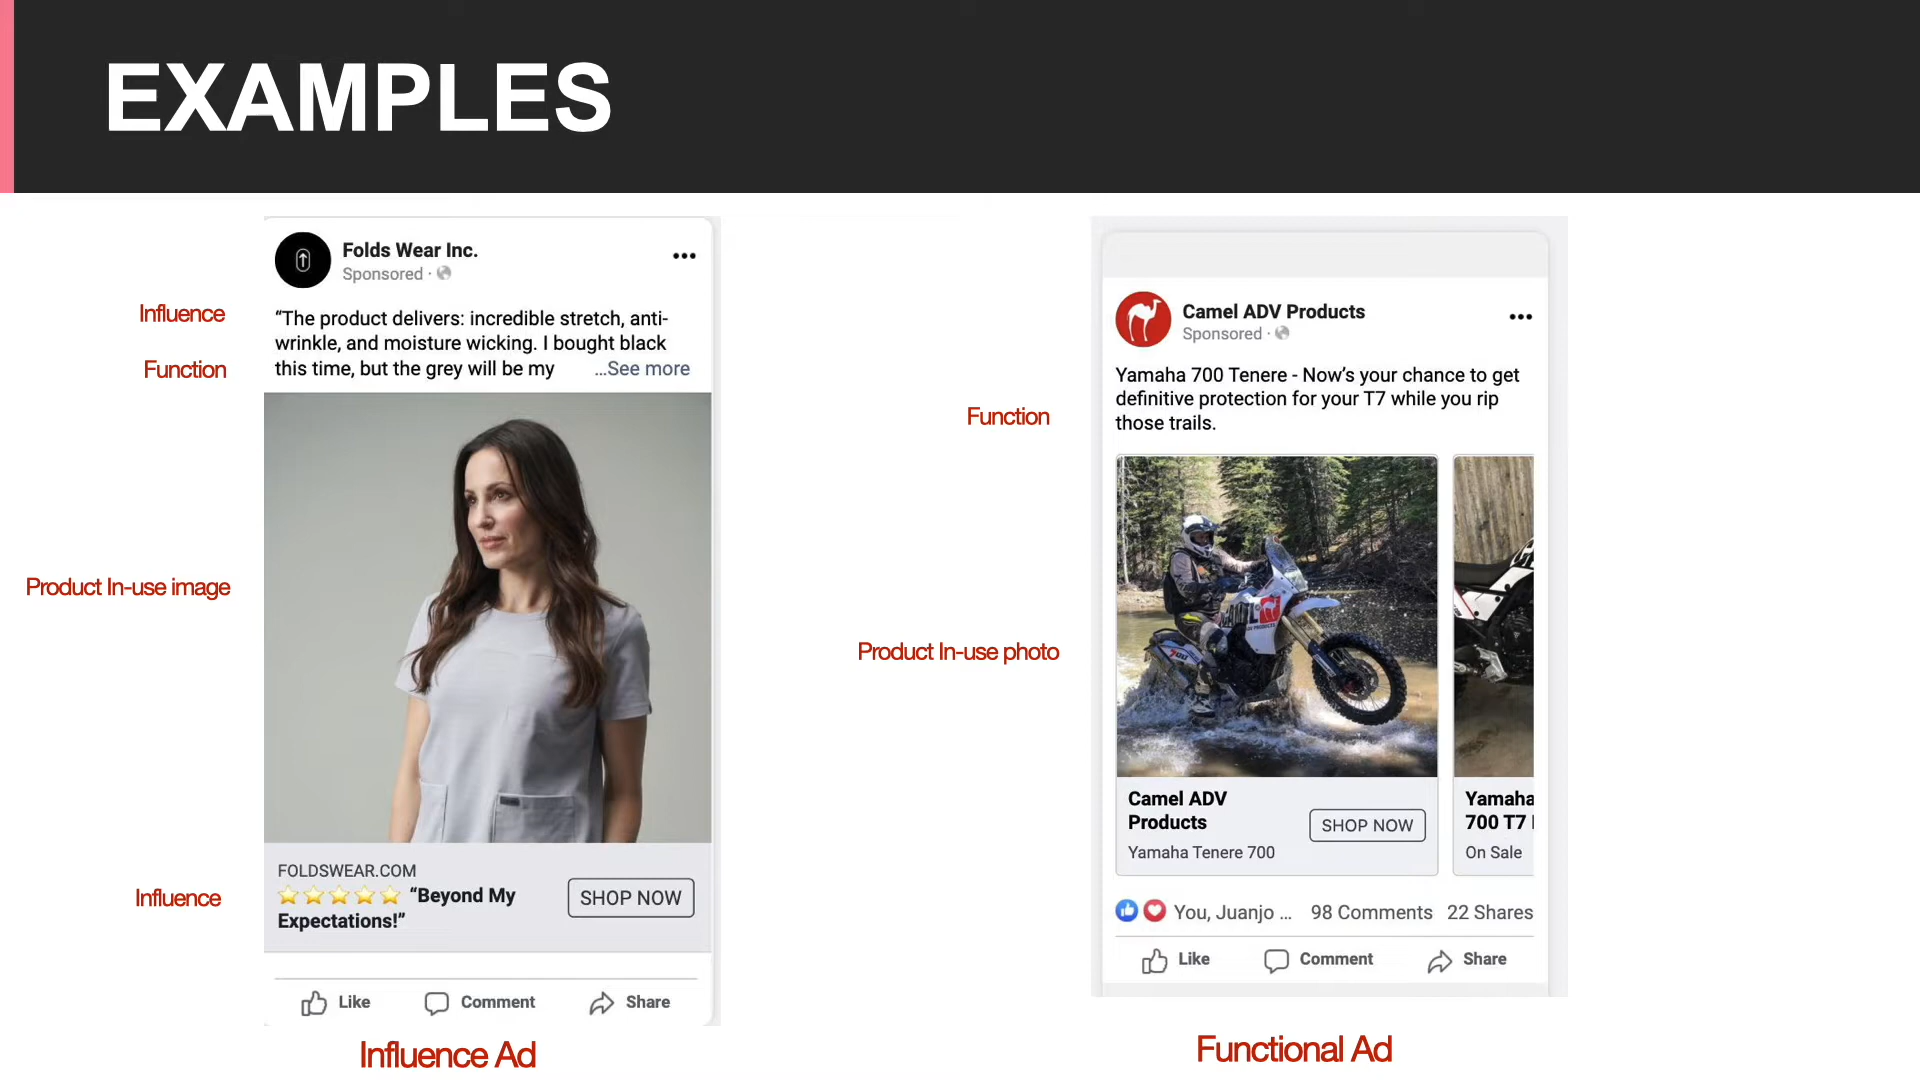 EXAMPLES
Folds Wear Inc.
Sponsored ·
Influence
Function
“The product delivers: incredible stretch, anti-
wrinkle, and moisture wicking. I bought black
this time, but the grey will be my ...See more
Product In-use image
Influence
FOLDSWEAR.COM
⭐⭐⭐⭐⭐ “Beyond My
Expectations!”
SHOP NOW
Like Comment Share
Influence Ad
Camel ADV Products
Sponsored ·
Function
Yamaha 700 Tenere - Now’s your chance to get
definitive protection for your T7 while you rip
those trails.
Product In-use photo
Camel ADV
Products
Yamaha Tenere 700
SHOP NOW
Yamaha
700 T7
On Sale
You, Juanjo ... 98 Comments 22 Shares
Like Comment Share
Functional Ad